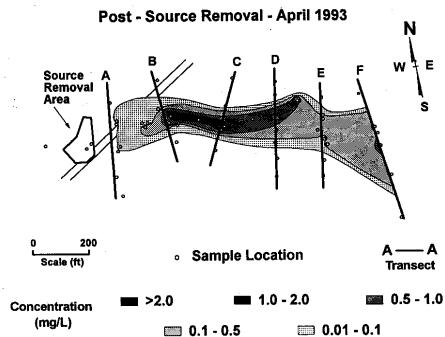 Post - Source Removal - April 1993
N
W E
S
A B C D E F
Source
Removal
Area
0 200
Scale (ft)
Sample Location
A A
Transect
Concentration
(mg/L)
>2.0 1.0 - 2.0 0.5 - 1.0
0.1 - 0.5 0.01 - 0.1